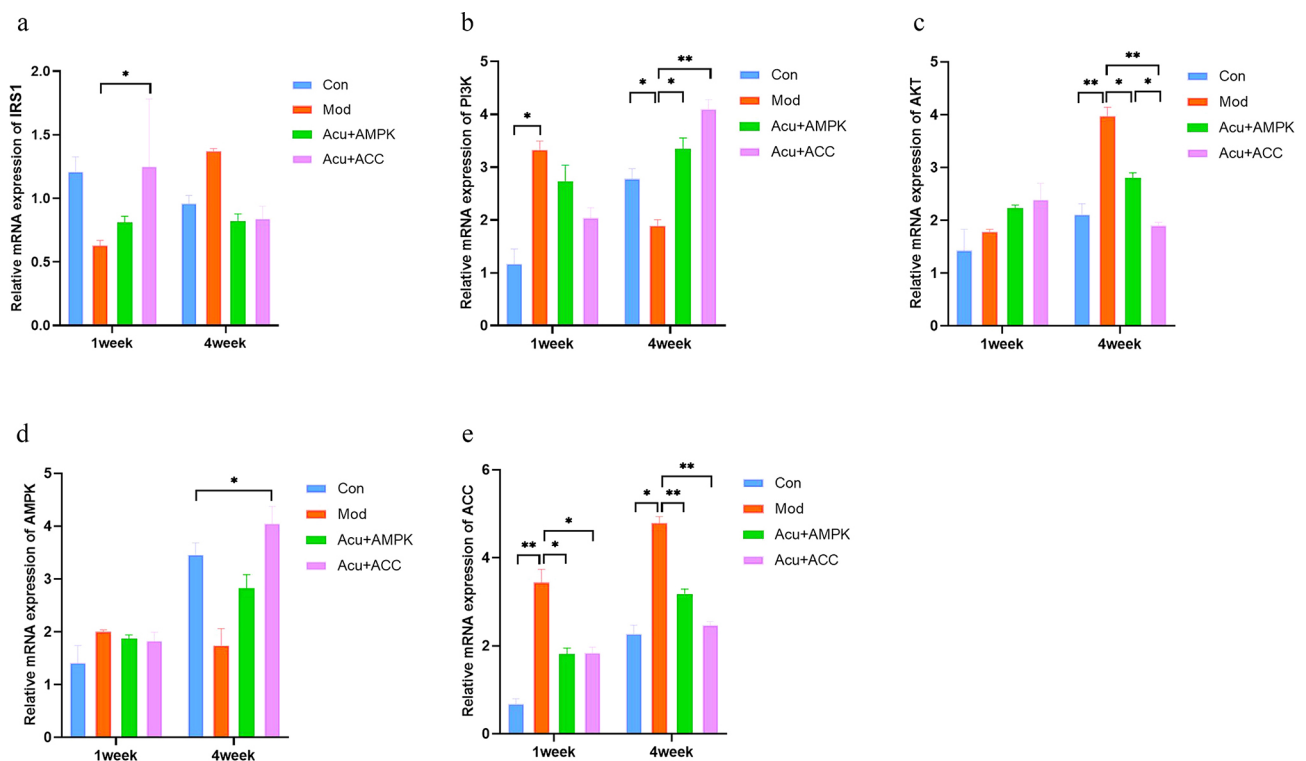 a
Relative mRNA expression of IRS1
2.0
1.5
1.0
0.5
0.0
*
1week
4week
Con
Mod
Acu+AMPK
Acu+ACC
b
Relative mRNA expression of PI3K
5
4
3
2
1
0
*
*
*
**
1week
4week
Con
Mod
Acu+AMPK
Acu+ACC
c
Relative mRNA expression of AKT
5
4
3
2
1
0
**
**
*
*
1week
4week
Con
Mod
Acu+AMPK
Acu+ACC
d
Relative mRNA expression of AMPK
5
4
3
2
1
0
*
1week
4week
Con
Mod
Acu+AMPK
Acu+ACC
e
Relative mRNA expression of ACC
6
4
2
0
*
**
*
**
*
**
1week
4week
Con
Mod
Acu+AMPK
Acu+ACC